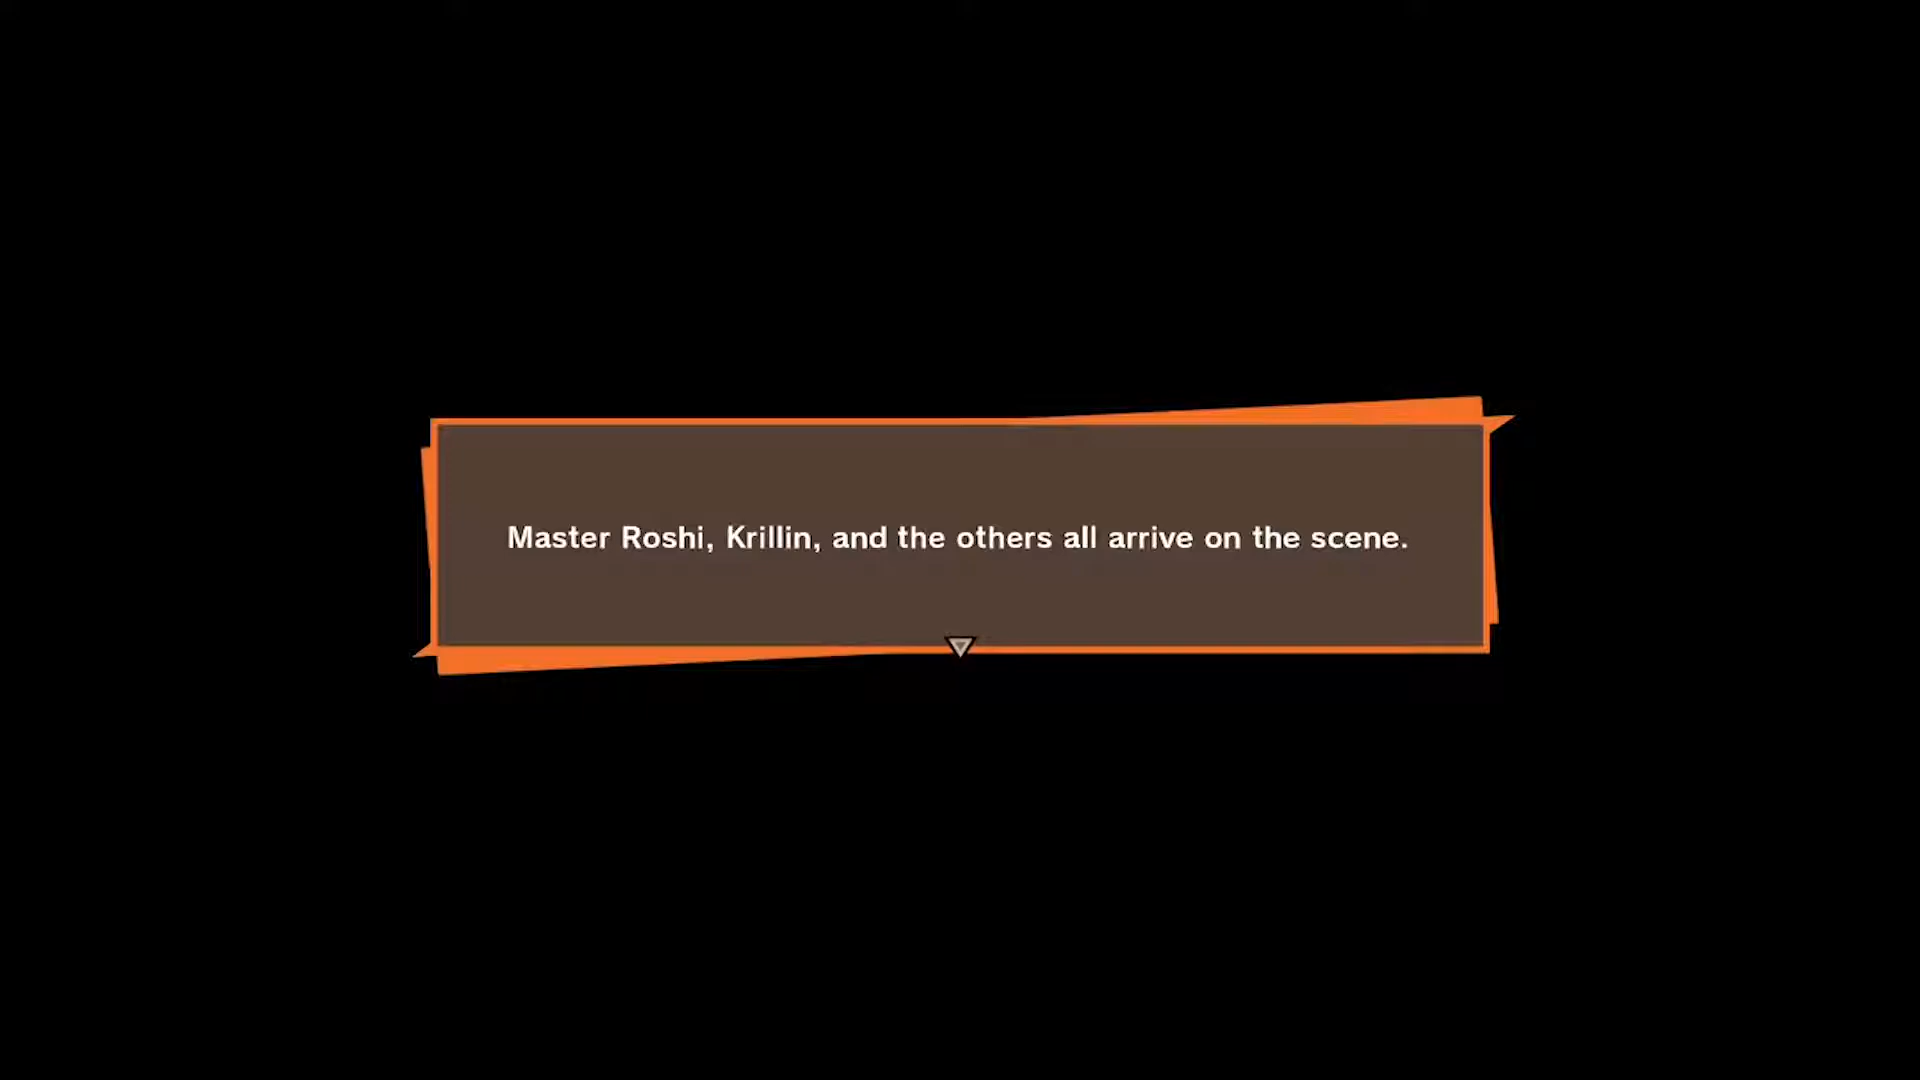 Master Roshi, Krillin, and the others all arrive on the scene.